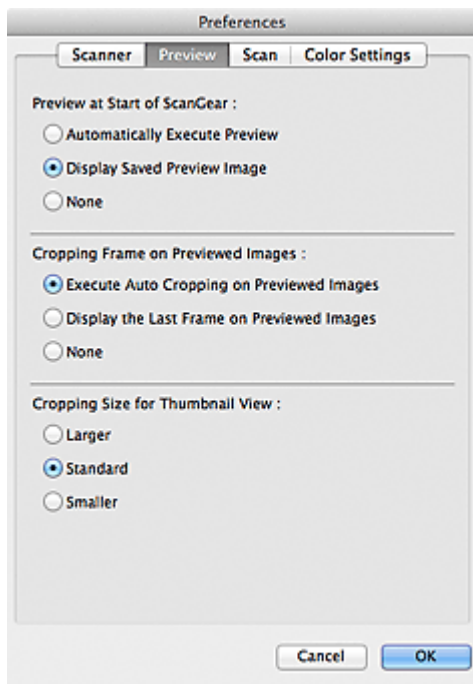 Preferences
Scanner Preview Scan Color Settings
Preview at Start of ScanGear :
Automatically Execute Preview
Display Saved Preview Image
None
Cropping Frame on Previewed Images :
Execute Auto Cropping on Previewed Images
Display the Last Frame on Previewed Images
None
Cropping Size for Thumbnail View :
Larger
Standard
Smaller
Cancel OK